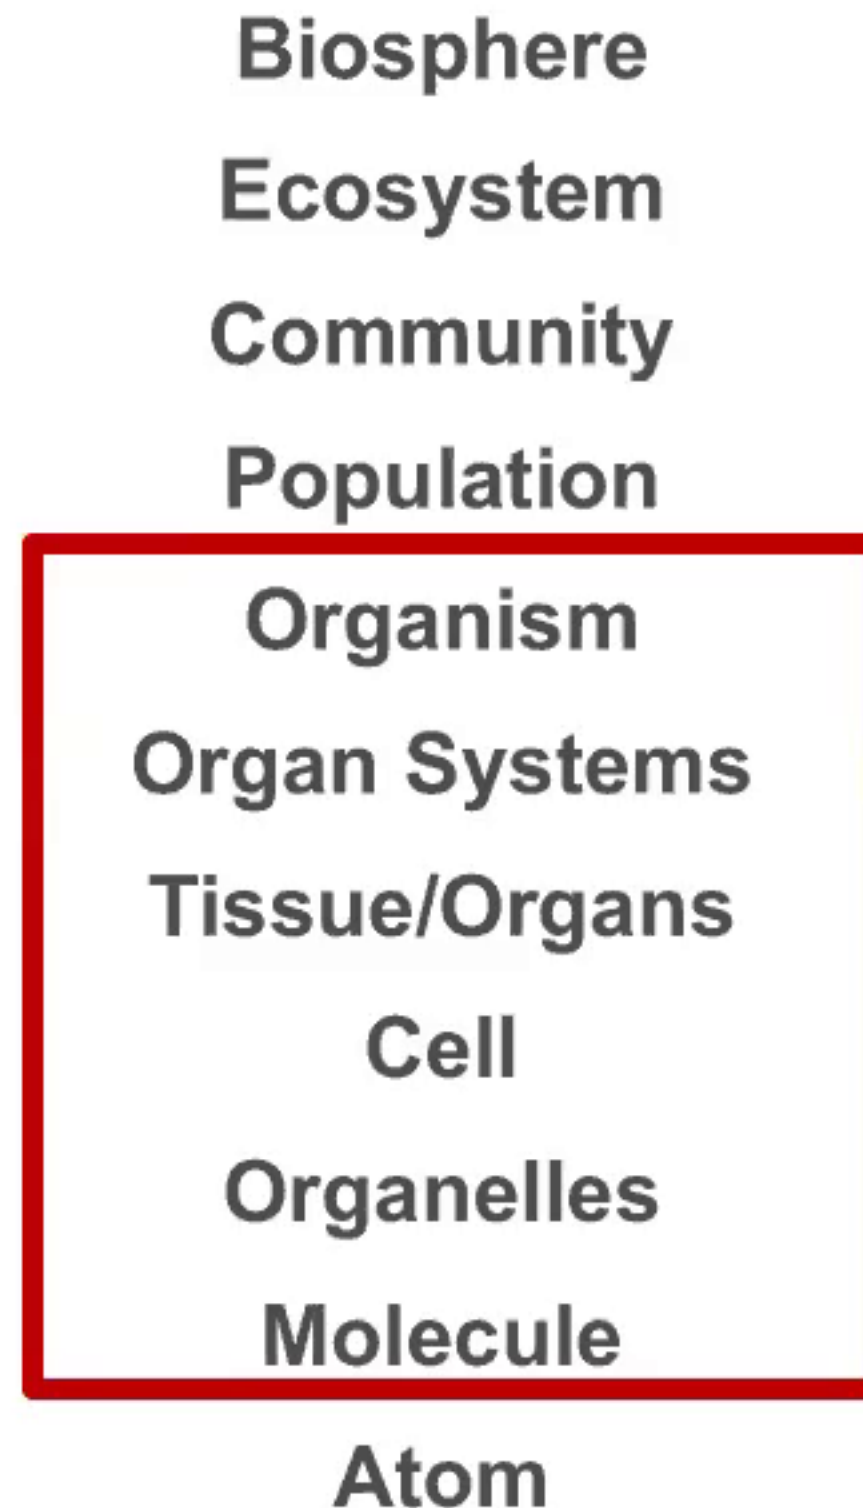 Biosphere
Ecosystem
Community
Population
Organism
Organ Systems
Tissue/Organs
Cell
Organelles
Molecule
Atom